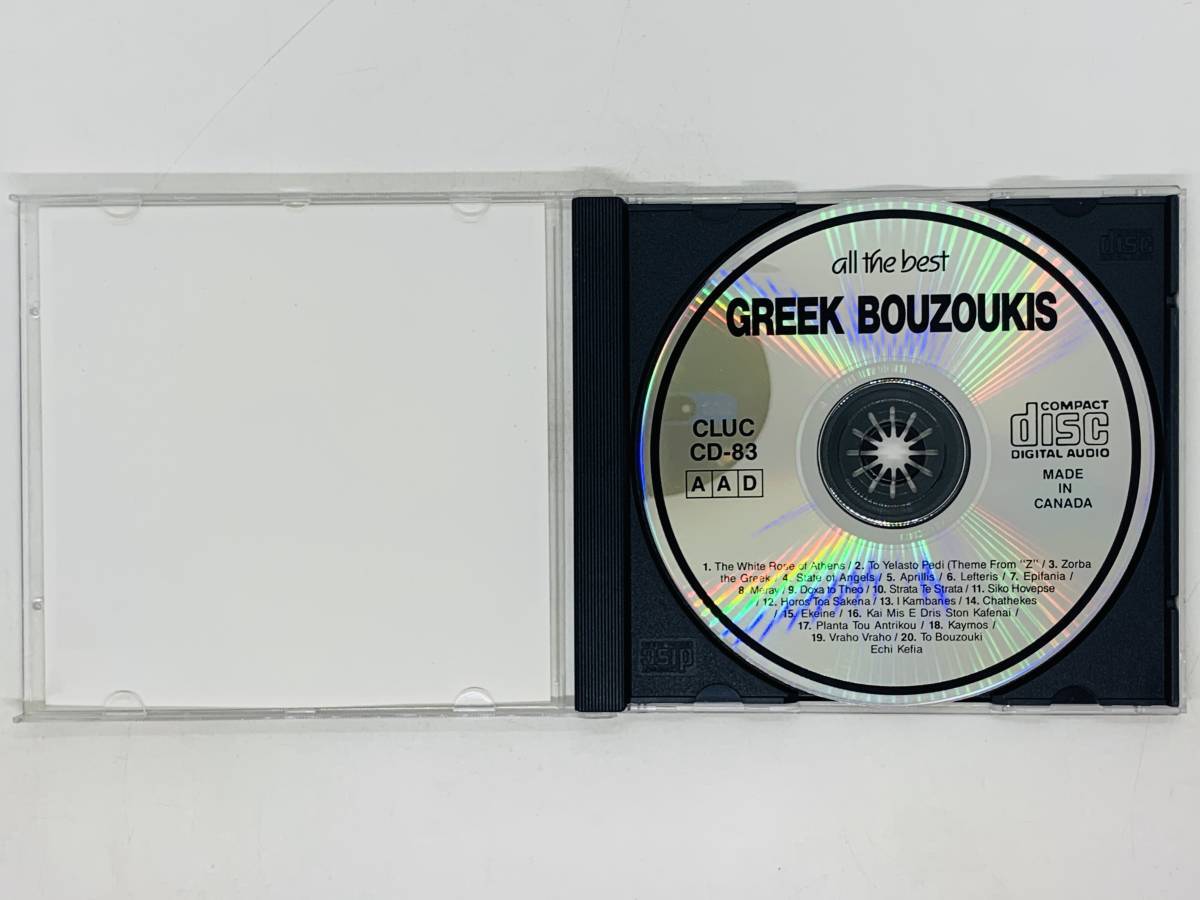 all the best
GREEK BOUZOUKIS
CLUC
CD-83
A A D
COMPACT
disc
DIGITAL AUDIO
MADE
IN
CANADA
1. The White Rose of Athens / 2. To Yelasto Pedi (Theme From "Z") / 3. Zorba
the Greek / 4. State of Angels / 5. Aprillis / 6. Lefteris / 7. Epifania /
8. Meray / 9. Doxa to Theo / 10. Strata Te Strata / 11. Siko Hovepse
/ 12. Horos Toa Sakena / 13. I Kambanes / 14. Chathekes
/ 15. Ekeine / 16. Kai Mis E Dris Ston Kafenai /
17. Planta Tou Antrikou / 18. Kaymos /
19. Vraho Vraho / 20. To Bouzouki
Echi Kefia
disc
disc